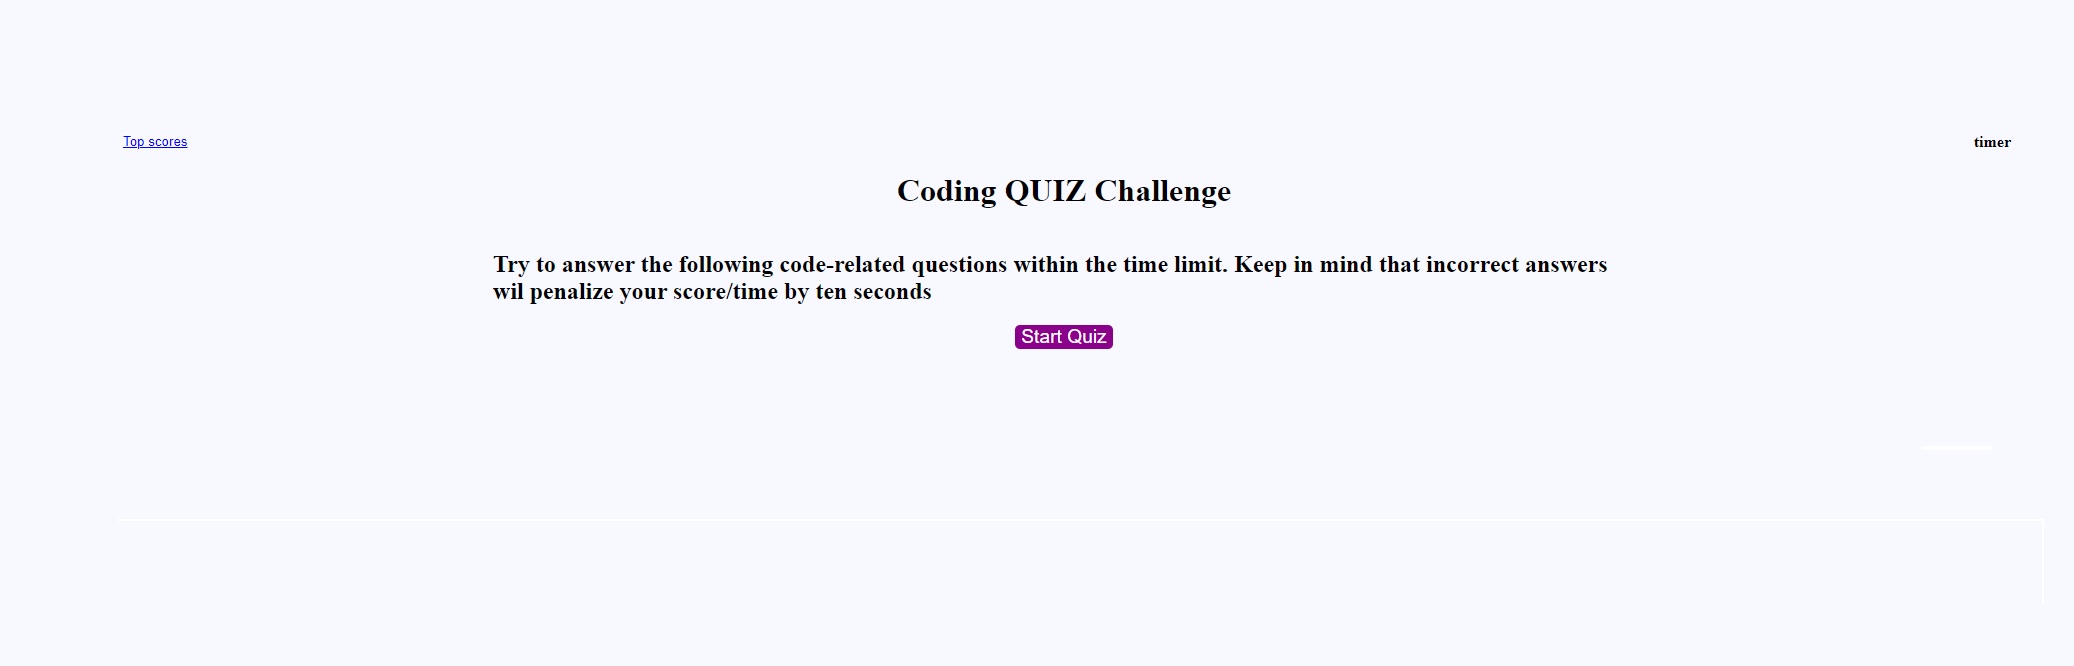 Top scores
timer
Coding QUIZ Challenge
Try to answer the following code-related questions within the time limit. Keep in mind that incorrect answers
wil penalize your score/time by ten seconds
Start Quiz